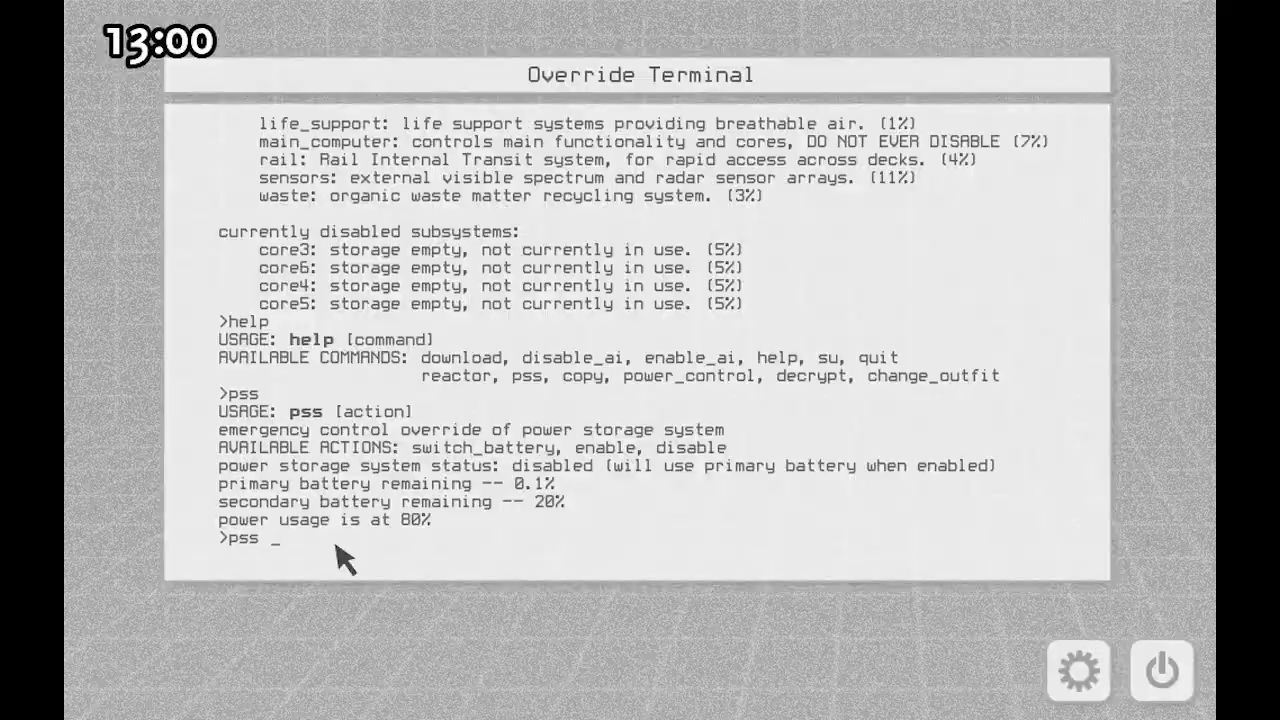 13:00
Override Terminal
life_support: life support systems providing breathable air. (1%)
main_computer: controls main functionality and cores, DO NOT EVER DISABLE (7%)
rail: Rail Internal Transit system, for rapid access across decks. (4%)
sensors: external visible spectrum and radar sensor arrays. (11%)
waste: organic waste matter recycling system. (3%)
currently disabled subsystems:
core3: storage empty, not currently in use. (5%)
core6: storage empty, not currently in use. (5%)
core4: storage empty, not currently in use. (5%)
core5: storage empty, not currently in use. (5%)
>help
USAGE: help [command]
AVAILABLE COMMANDS: download, disable_ai, enable_ai, help, su, quit
reactor, pss, copy, power_control, decrypt, change_outfit
>pss
USAGE: pss [action]
emergency control override of power storage system
AVAILABLE ACTIONS: switch_battery, enable, disable
power storage system status: disabled (will use primary battery when enabled)
primary battery remaining -- 0.1%
secondary battery remaining -- 20%
power usage is at 80%
>pss _